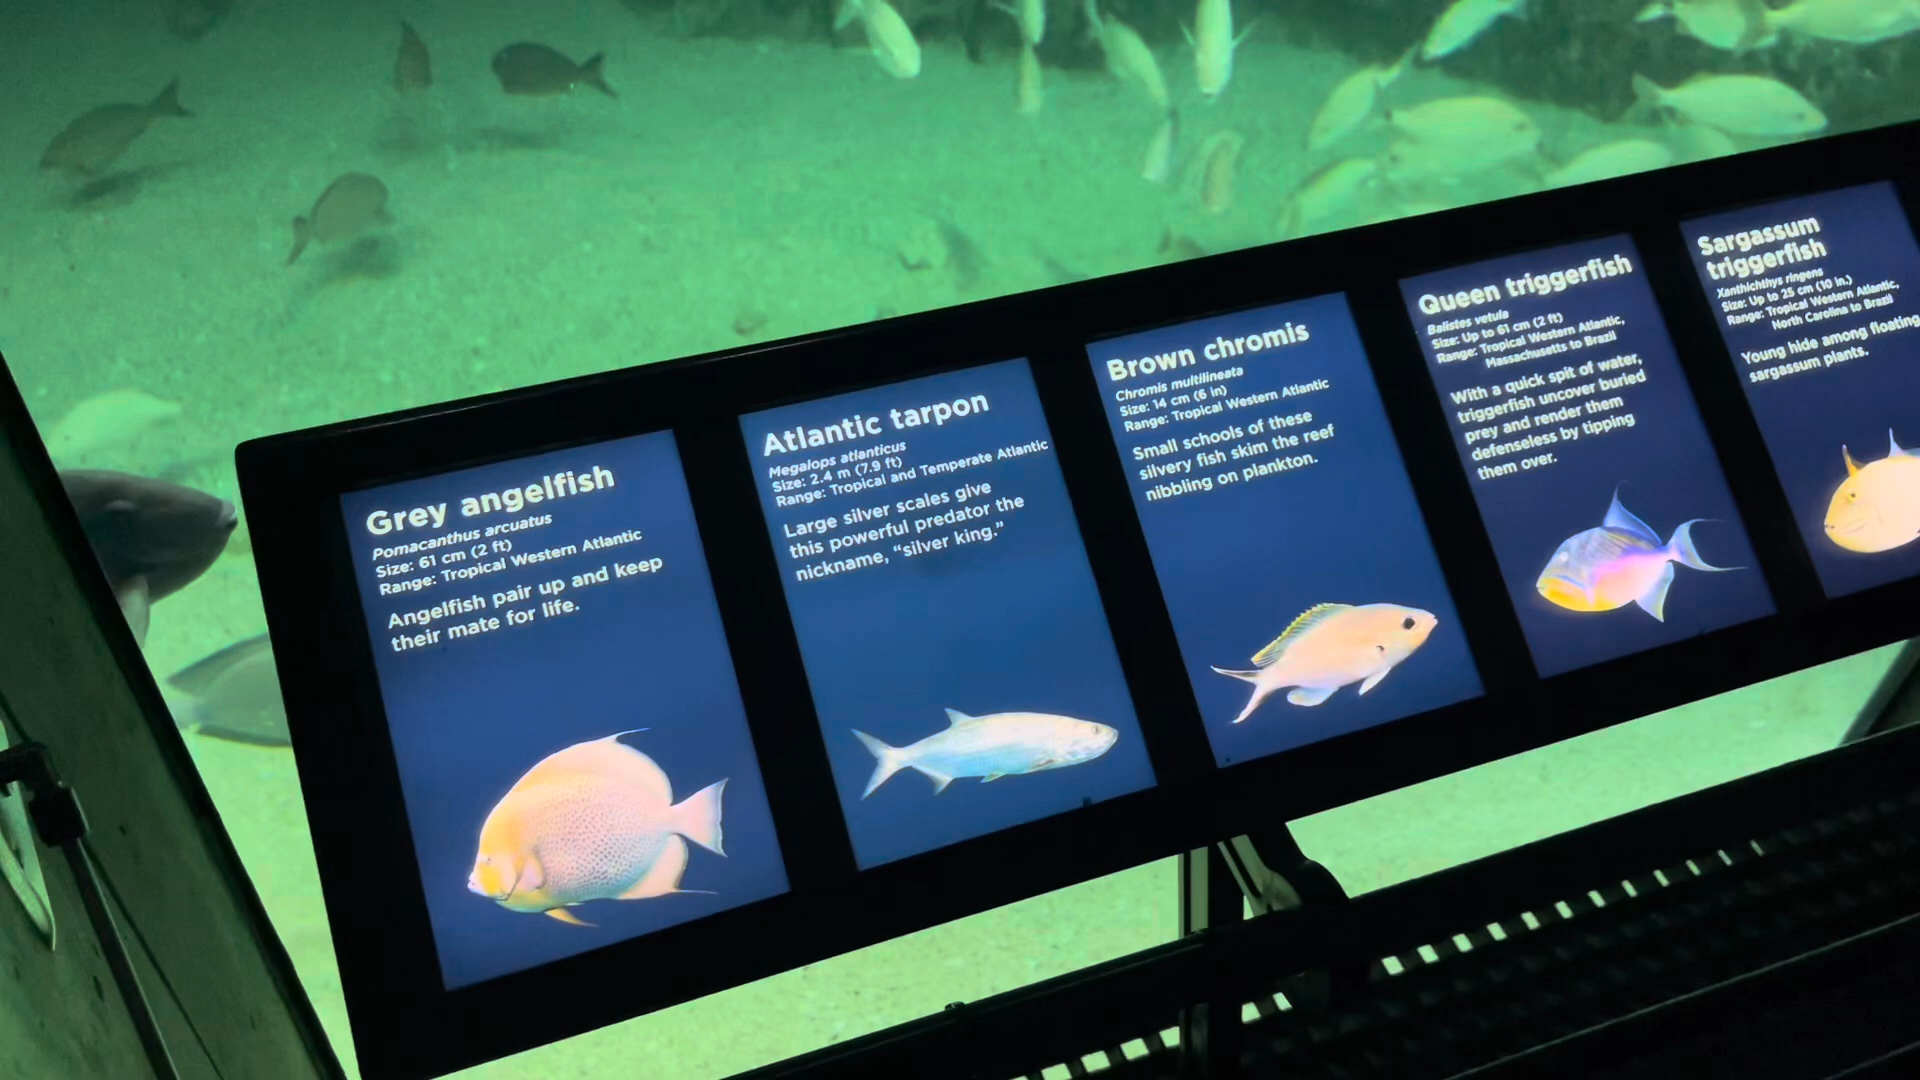 Grey angelfish
Pomacanthus arcuatus
Size: 61 cm (2 ft)
Range: Tropical Western Atlantic
Angelfish pair up and keep
their mate for life.
Atlantic tarpon
Megalops atlanticus
Size: 2.4 m (7.9 ft)
Range: Tropical and Temperate Atlantic
Large silver scales give
this powerful predator the
nickname, “silver king.”
Brown chromis
Chromis multilineata
Size: 14 cm (6 in)
Range: Tropical Western Atlantic
Small schools of these
silvery fish skim the reef
nibbling on plankton.
Queen triggerfish
Balistes vetula
Size: Up to 61 cm (2 ft)
Range: Tropical Western Atlantic,
Massachusetts to Brazil
With a quick spit of water,
triggerfish uncover buried
prey and render them
defenseless by tipping
them over.
Sargassum
triggerfish
Xanthichthys ringens
Size: Up to 25 cm (10 in.)
Range: Tropical Western Atlantic,
North Carolina to Brazil
Young hide among floating
sargassum plants.